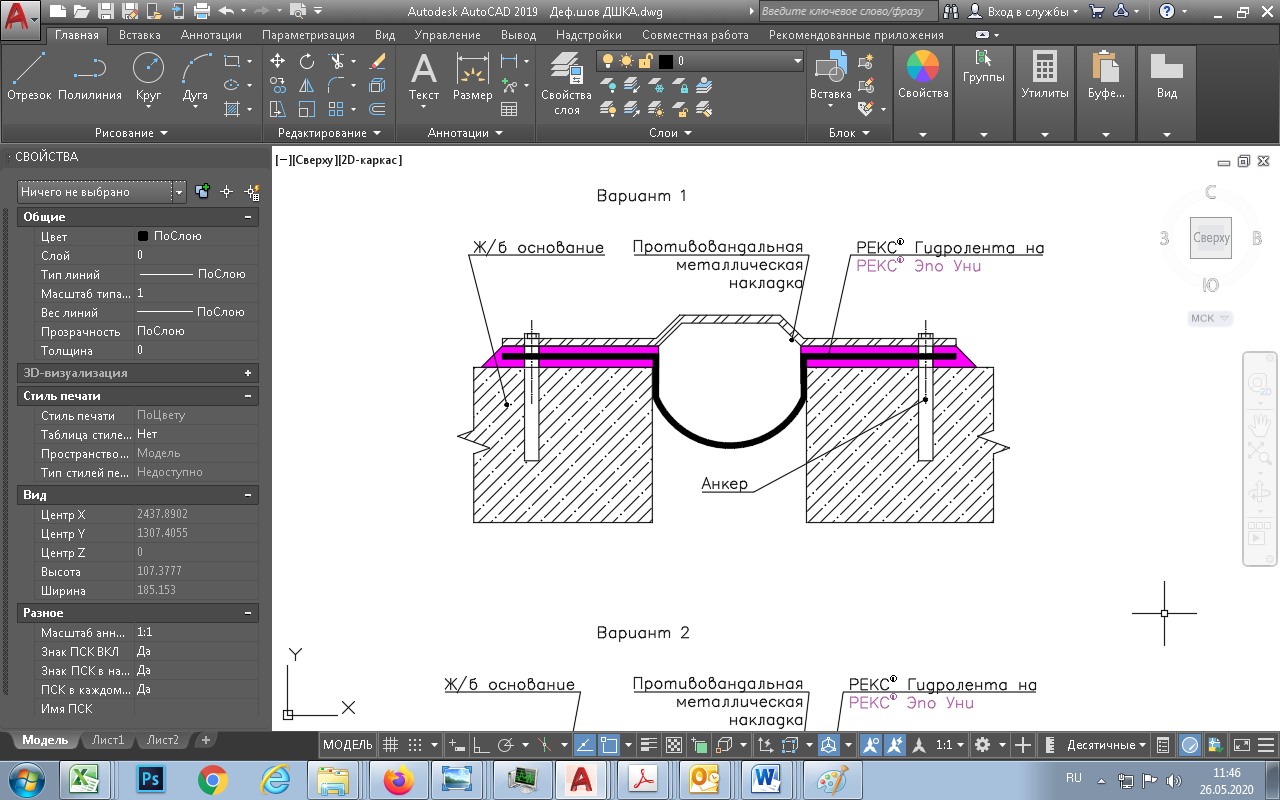 Autodesk AutoCAD 2019 Деф.шов ДШКА.dwg
Введите ключевое слово/фразу
Вход в службы
Главная Вставка Аннотации Параметризация Вид Управление Вывод Надстройки Совместная работа Рекомендованные приложения
Отрезок Полилиния Круг Дуга
Текст Размер
Свойства слоя
0
Вставка
Свойства
Группы
Утилиты
Буфе...
Вид
Рисование Редактирование Аннотации Слои Блок
СВОЙСТВА
Ничего не выбрано
Общие
Цвет ПоСлою
Слой 0
Тип линий ПоСлою
Масштаб типа... 1
Вес линий ПоСлою
Прозрачность ПоСлою
Толщина 0
3D-визуализация
Стиль печати
Стиль печати ПоЦвету
Таблица стиле... Нет
Пространство... Модель
Тип стилей пе... Недоступно
Вид
Центр X 2437.8902
Центр Y 1307.4055
Центр Z 0
Высота 107.3777
Ширина 185.153
Разное
Масштаб анн... 1:1
Знак ПСК ВКЛ Да
Знак ПСК в на... Да
ПСК в каждом... Да
Имя ПСК
[−][Сверху][2D-каркас]
Вариант 1
Ж/б основание
Противовандальная
металлическая
накладка
РЕКС® Гидролента на
РЕКС® Эпо Уни
Анкер
С
З Сверху В
Ю
МСК
2D
Вариант 2
Ж/б основание
Противовандальная
металлическая
накладка
РЕКС® Гидролента на
РЕКС® Эпо Уни
Y
X
Модель Лист1 Лист2 +
МОДЕЛЬ 1:1 Десятичные
RU
11:46
26.05.2020